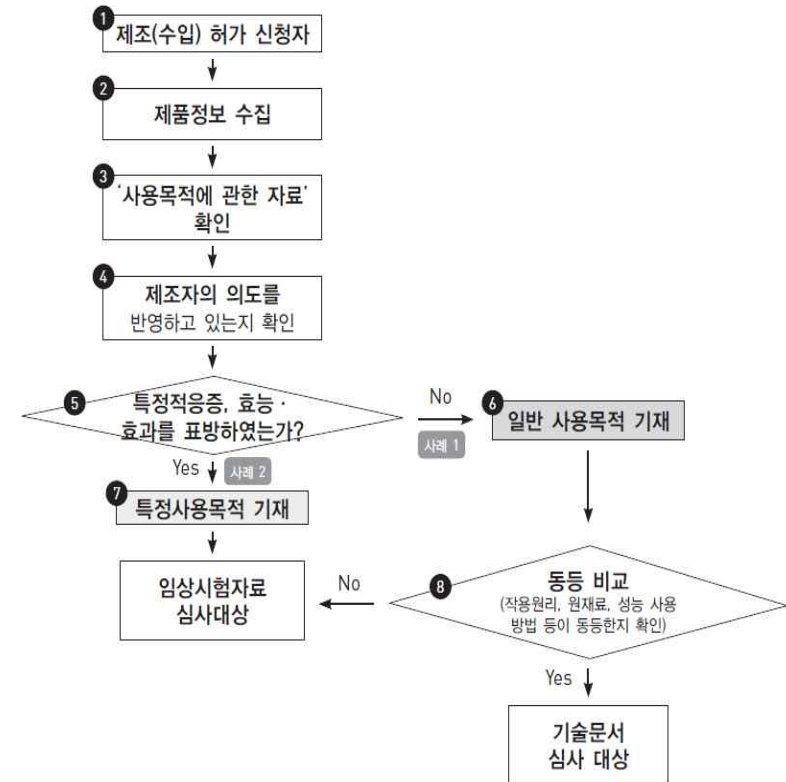 1
제조(수입) 허가 신청자
2
제품정보 수집
3
'사용목적에 관한 자료'
확인
4
제조자의 의도를
반영하고 있는지 확인
5
특정적응증, 효능·
효과를 표방하였는가?
No
사례 1
6
일반 사용목적 기재
Yes
사례 2
7
특정사용목적 기재
임상시험자료
심사대상
No
8
동등 비교
(작용원리, 원재료, 성능 사용
방법 등이 동등한지 확인)
Yes
기술문서
심사 대상